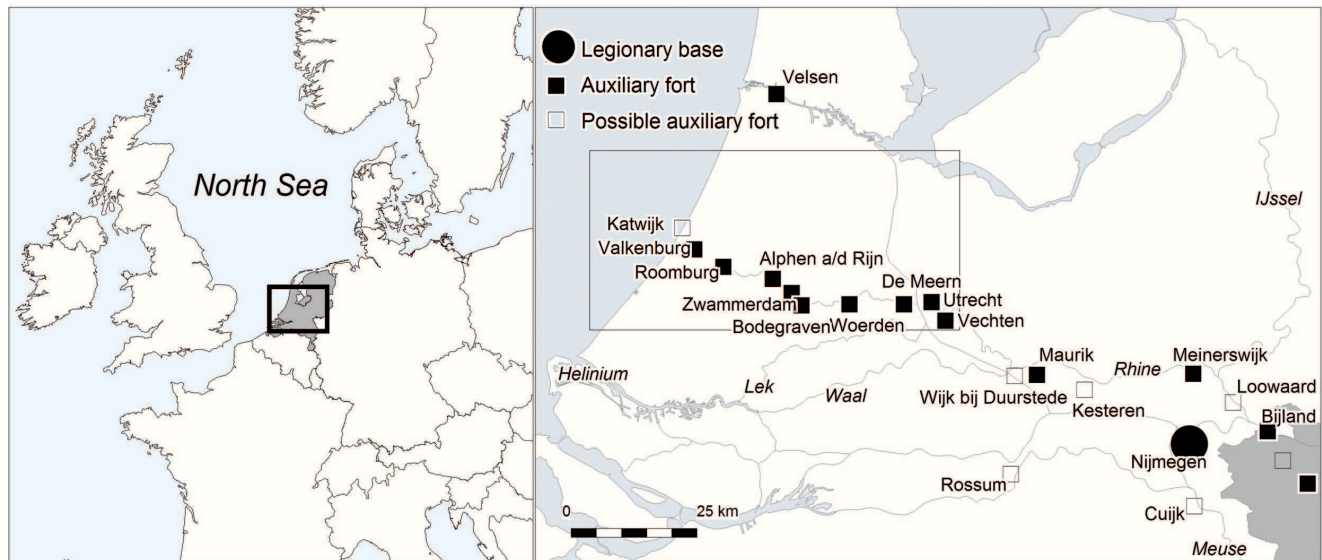 North Sea
Legionary base
Auxiliary fort
Possible auxiliary fort
Velsen
IJssel
Katwijk
Valkenburg
Roomburg
Alphen a/d Rijn
De Meern
Zwammerdam
Utrecht
Bodegraven
Woerden
Vechten
Maurik
Rhine
Meinerswijk
Helinium
Lek
Waal
Wijk bij Duurstede
Loowaard
Kesteren
Bijland
Nijmegen
Rossum
0 25 km
Cuijk
Meuse